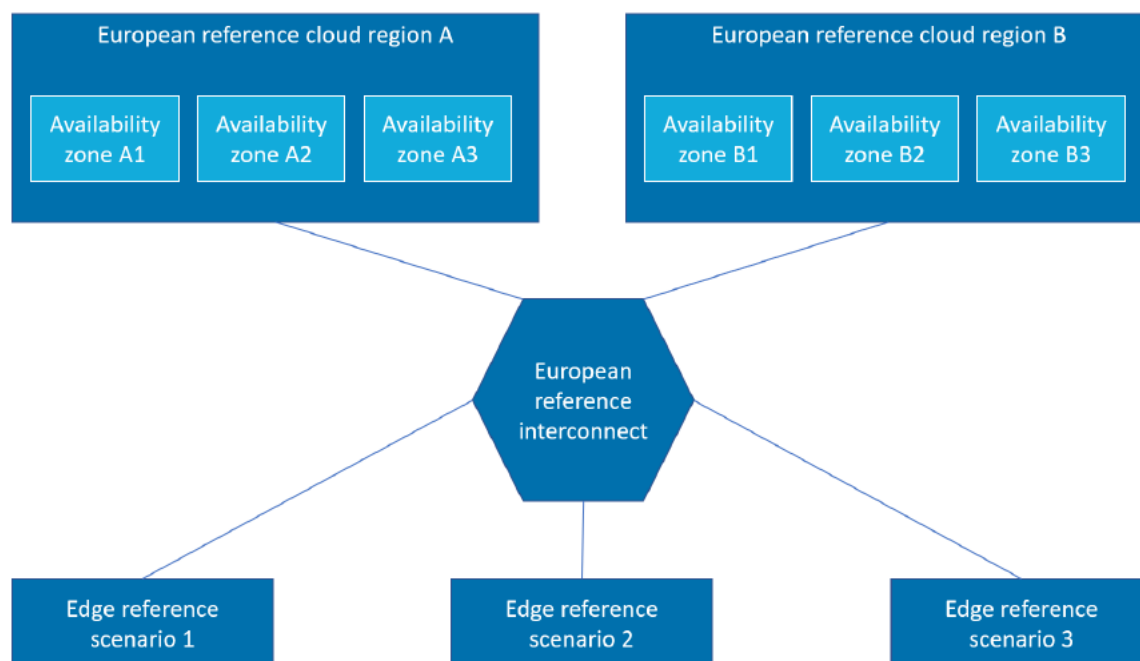 European reference cloud region A
European reference cloud region B
Availability
zone A1
Availability
zone A2
Availability
zone A3
Availability
zone B1
Availability
zone B2
Availability
zone B3
European
reference
interconnect
Edge reference
scenario 1
Edge reference
scenario 2
Edge reference
scenario 3